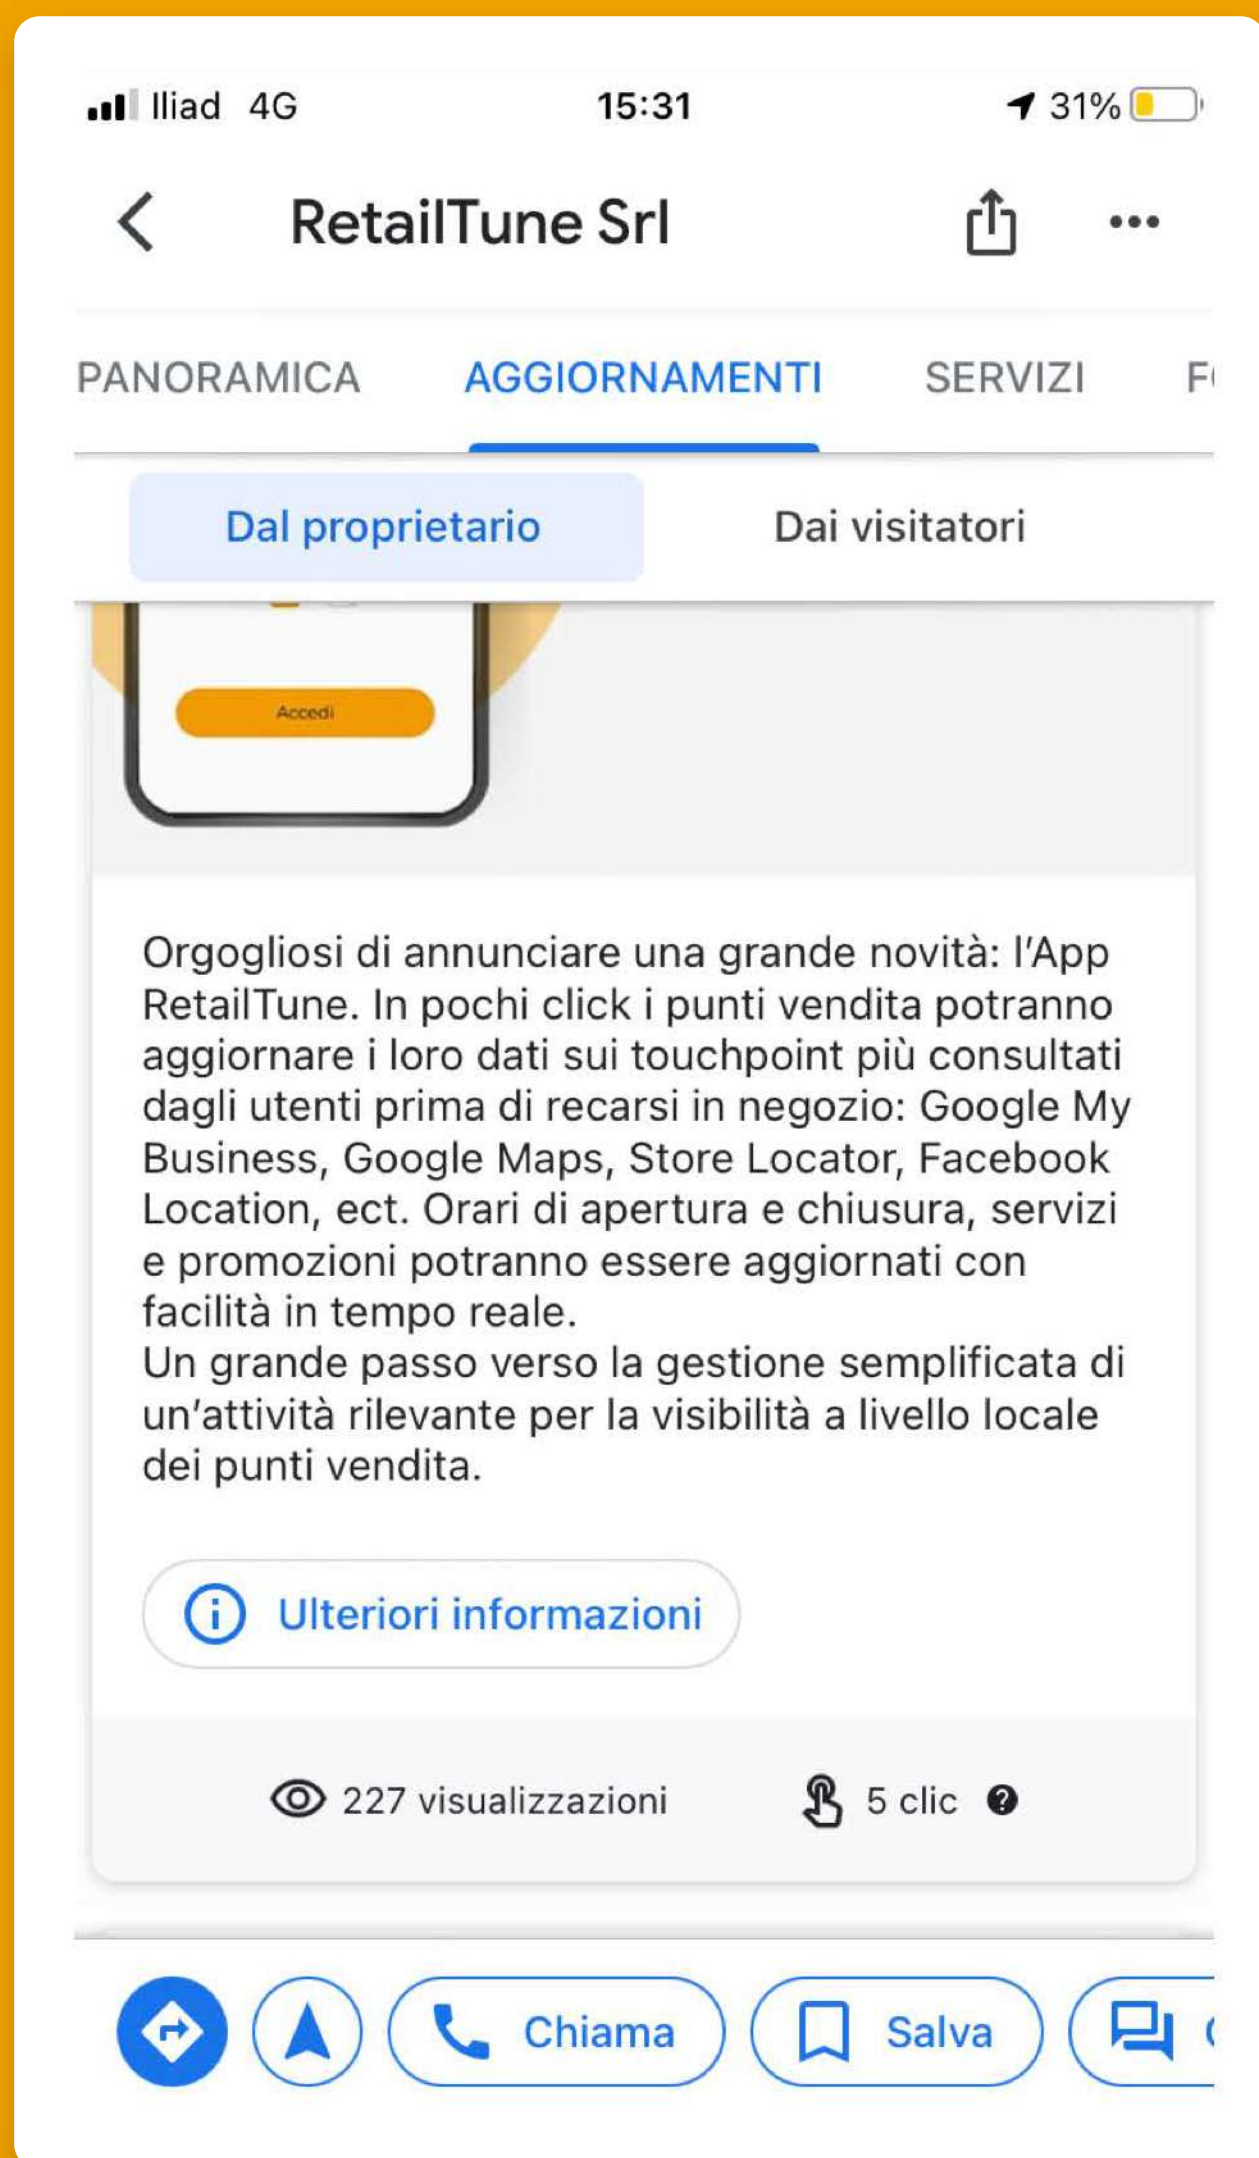 Iliad 4G 15:31 31%
RetailTune Srl
PANORAMICA AGGIORNAMENTI SERVIZI
Dal proprietario Dai visitatori
Accedi
Orgogliosi di annunciare una grande novità: l'App
RetailTune. In pochi click i punti vendita potranno
aggiornare i loro dati sui touchpoint più consultati
dagli utenti prima di recarsi in negozio: Google My
Business, Google Maps, Store Locator, Facebook
Location, ect. Orari di apertura e chiusura, servizi
e promozioni potranno essere aggiornati con
facilità in tempo reale.
Un grande passo verso la gestione semplificata di
un'attività rilevante per la visibilità a livello locale
dei punti vendita.
Ulteriori informazioni
227 visualizzazioni 5 clic
Chiama Salva